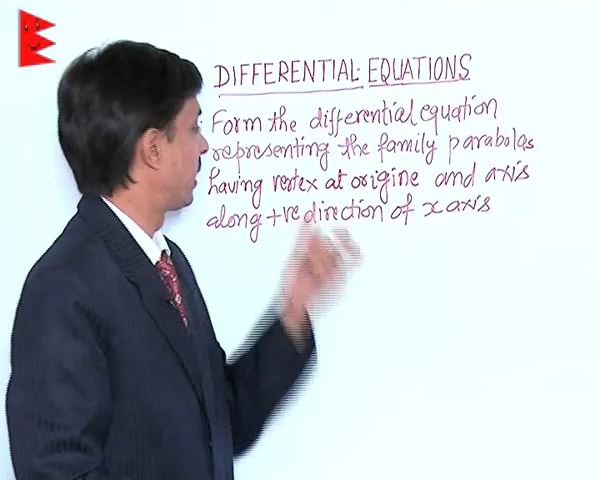 DIFFERENTIAL EQUATIONS
Form the differential equation
representing the family parabolas
having vertex at origine and axis
along +ve direction of x axis